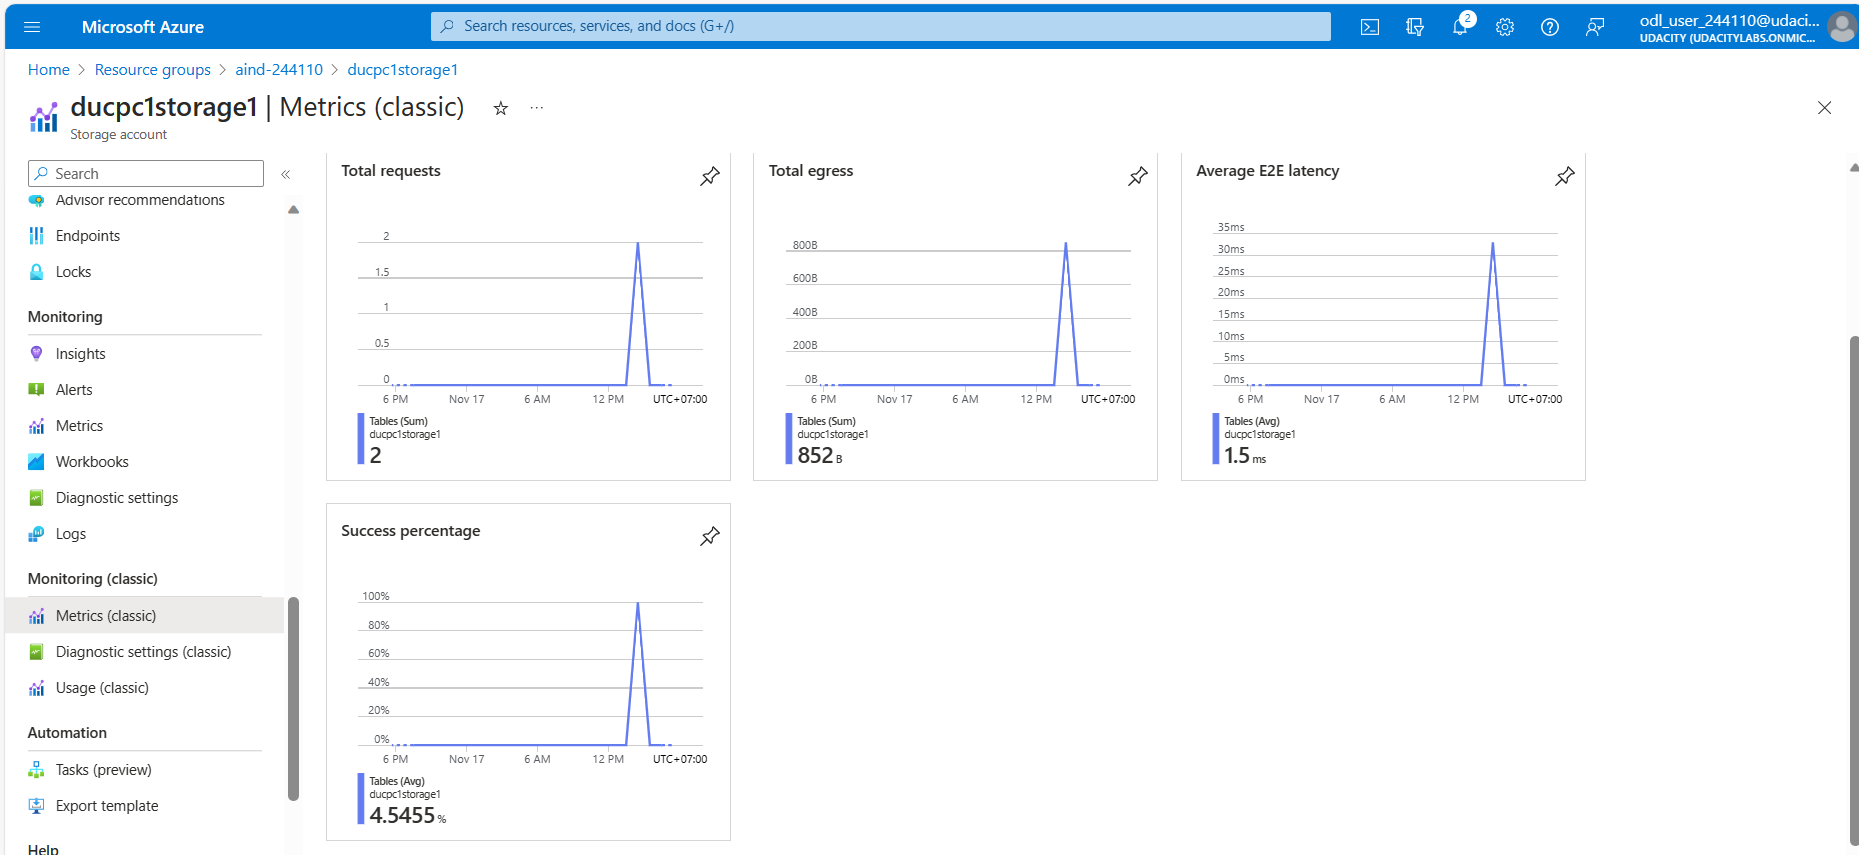 Microsoft Azure
Search resources, services, and docs (G+/)
2
odl_user_244110@udaci...
UDACITY (UDACITYLABS.ONMIC...
Home > Resource groups > aind-244110 > ducpc1storage1
ducpc1storage1 | Metrics (classic)
Storage account
Search
Advisor recommendations
Endpoints
Locks
Monitoring
Insights
Alerts
Metrics
Workbooks
Diagnostic settings
Logs
Monitoring (classic)
Metrics (classic)
Diagnostic settings (classic)
Usage (classic)
Automation
Tasks (preview)
Export template
Help
Total requests
2
1.5
1
0.5
0
6 PM Nov 17 6 AM 12 PM UTC+07:00
Tables (Sum)
ducpc1storage1
2
Total egress
800B
600B
400B
200B
0B
6 PM Nov 17 6 AM 12 PM UTC+07:00
Tables (Sum)
ducpc1storage1
852 B
Average E2E latency
35ms
30ms
25ms
20ms
15ms
10ms
5ms
0ms
6 PM Nov 17 6 AM 12 PM UTC+07:00
Tables (Avg)
ducpc1storage1
1.5 ms
Success percentage
100%
80%
60%
40%
20%
0%
6 PM Nov 17 6 AM 12 PM UTC+07:00
Tables (Avg)
ducpc1storage1
4.5455 %